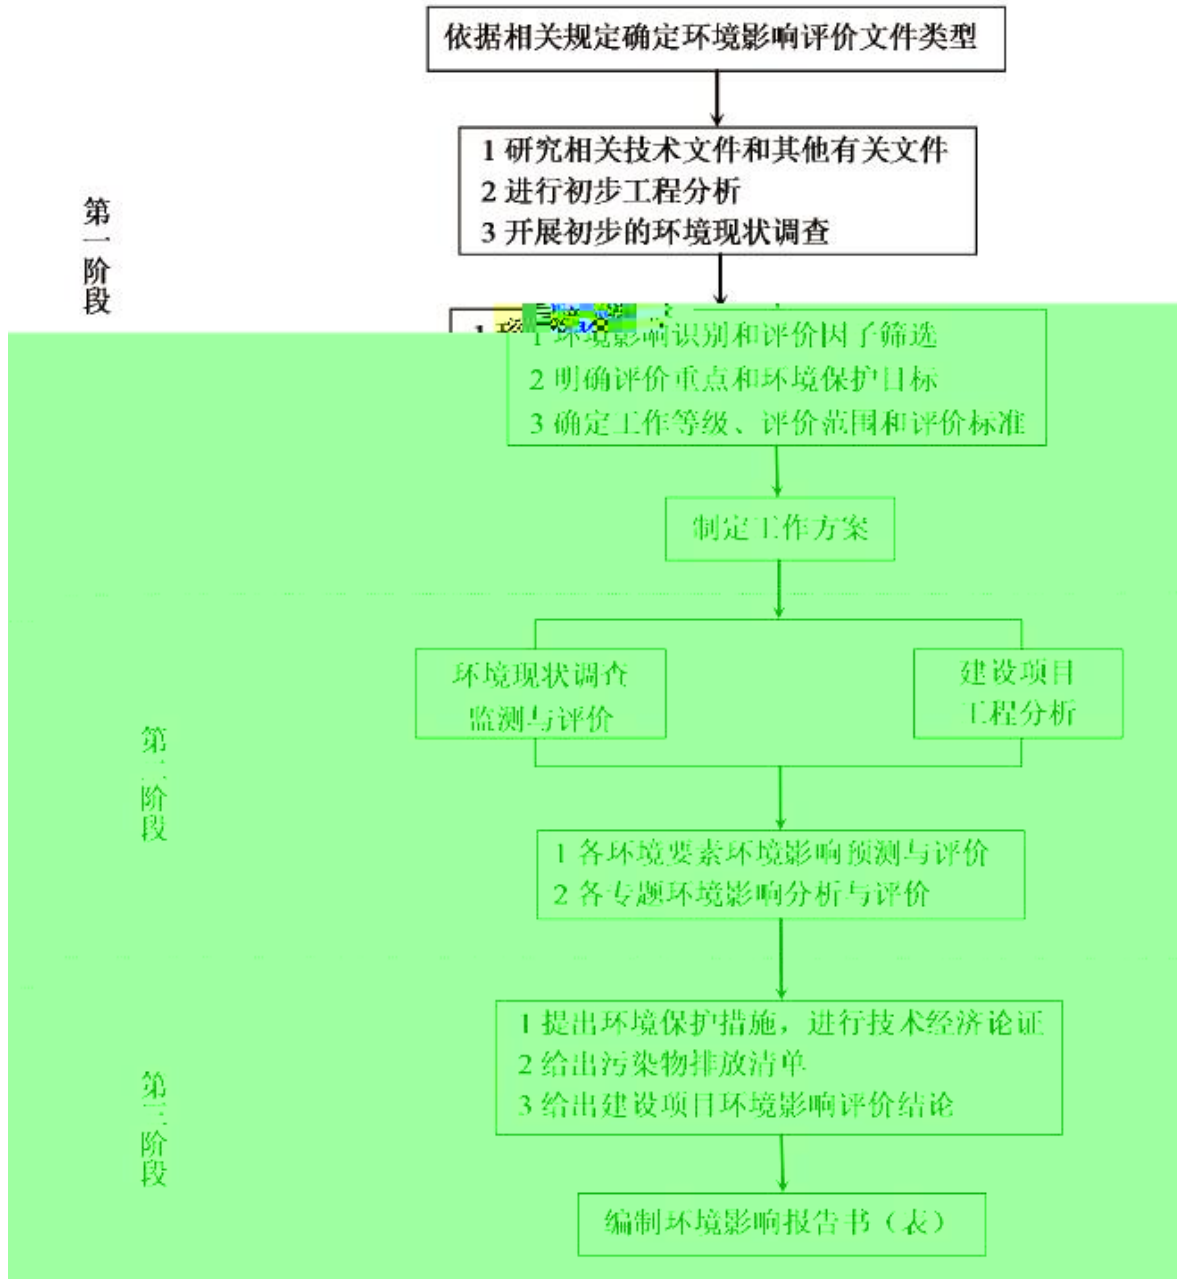 依据相关规定确定环境影响评价文件类型
1 研究相关技术文件和其他有关文件
2 进行初步工程分析
3 开展初步的环境现状调查
第一阶段
1 环境影响识别和评价因子筛选
2 明确评价重点和环境保护目标
3 确定工作等级、评价范围和评价标准
制定工作方案
环境现状调查
监测与评价
建设项目
工程分析
第二阶段
1 各环境要素环境影响预测与评价
2 各专题环境影响分析与评价
1 提出环境保护措施，进行技术经济论证
2 给出污染物排放清单
3 给出建设项目环境影响评价结论
第三阶段
编制环境影响报告书（表）